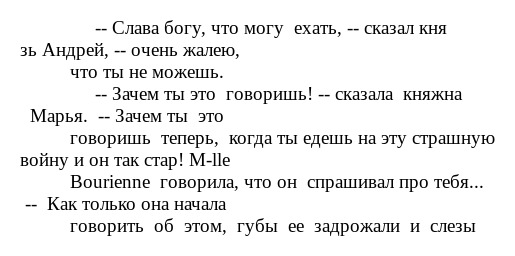 -- Слава богу, что могу  ехать, -- сказал кня
зь Андрей, -- очень жалею,
что ты не можешь.
-- Зачем ты это  говоришь! -- сказала  княжна
Марья.  -- Зачем ты  это
говоришь  теперь,  когда ты едешь на эту страшную
войну и он так стар! M-lle
Bourienne  говорила, что он  спрашивал про тебя...
--  Как только она начала
говорить  об  этом,  губы  ее  задрожали  и  слезы